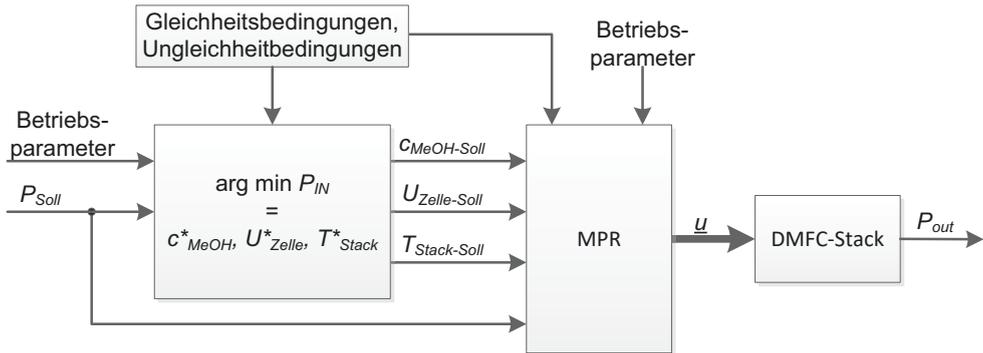 Gleichheitsbedingungen,
Ungleichheitbedingungen
Betriebs-
parameter
Betriebs-
parameter
P_Soll
arg min P_IN
=
c*_MeOH, U*_Zelle, T*_Stack
c_MeOH-Soll
U_Zelle-Soll
T_Stack-Soll
MPR
u
DMFC-Stack
P_out